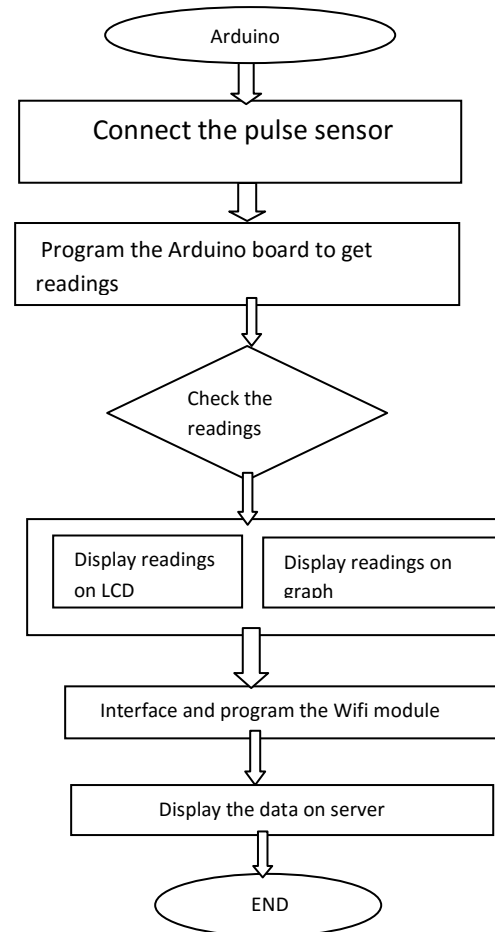 Arduino
Connect the pulse sensor
Program the Arduino board to get
readings
Check the
readings
Display readings
on LCD
Display readings on
graph
Interface and program the Wifi module
Display the data on server
END